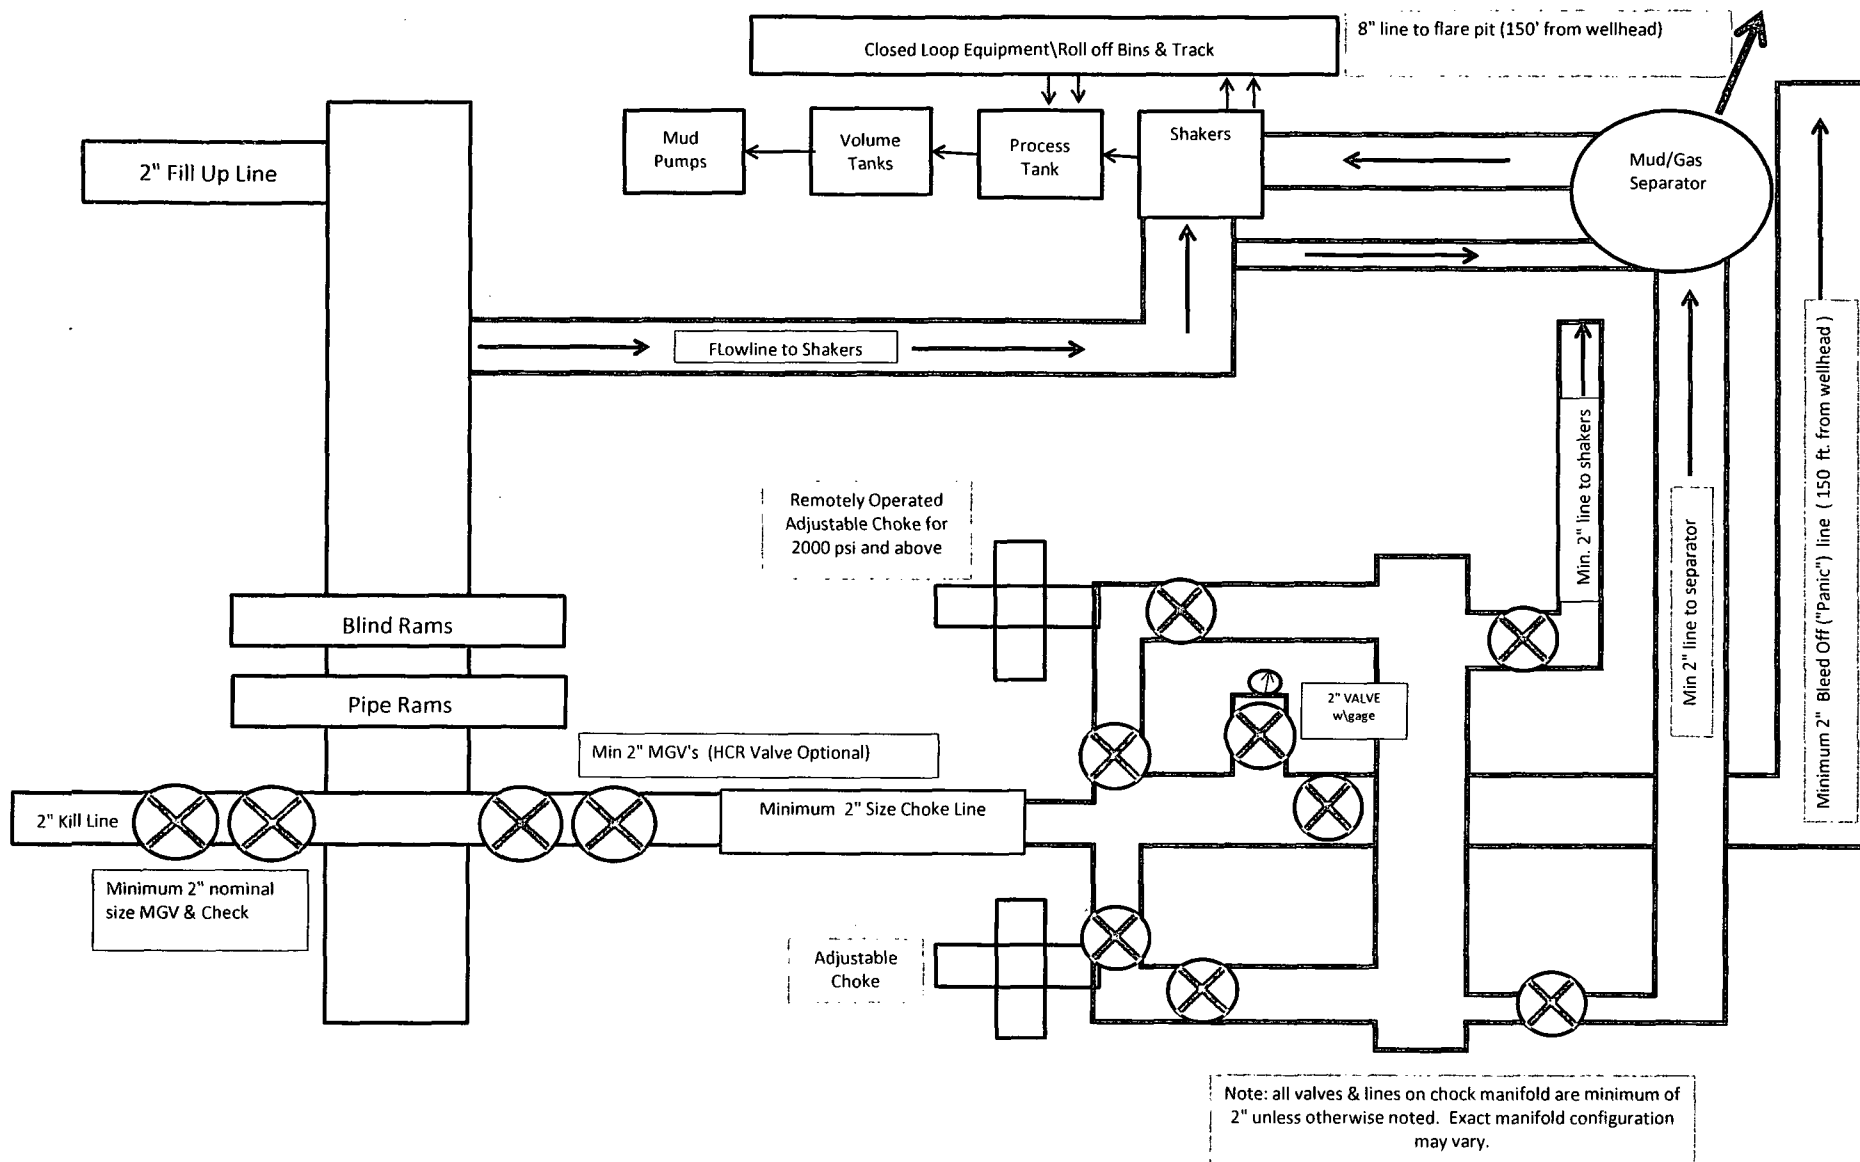 Closed Loop Equipment\Roll off Bins & Track
8" line to flare pit (150' from wellhead)
2" Fill Up Line
Mud
Pumps
Volume
Tanks
Process
Tank
Shakers
Mud/Gas
Separator
FLowline to Shakers
Remotely Operated
Adjustable Choke for
2000 psi and above
Min. 2" line to shakers
Min 2" line to separator
Minimum 2" Bleed Off ("Panic") line ( 150 ft. from wellhead )
Blind Rams
Pipe Rams
2" VALVE
w\gage
Min 2" MGV's (HCR Valve Optional)
2" Kill Line
Minimum 2" Size Choke Line
Minimum 2" nominal
size MGV & Check
Adjustable
Choke
Note: all valves & lines on chock manifold are minimum of
2" unless otherwise noted. Exact manifold configuration
may vary.